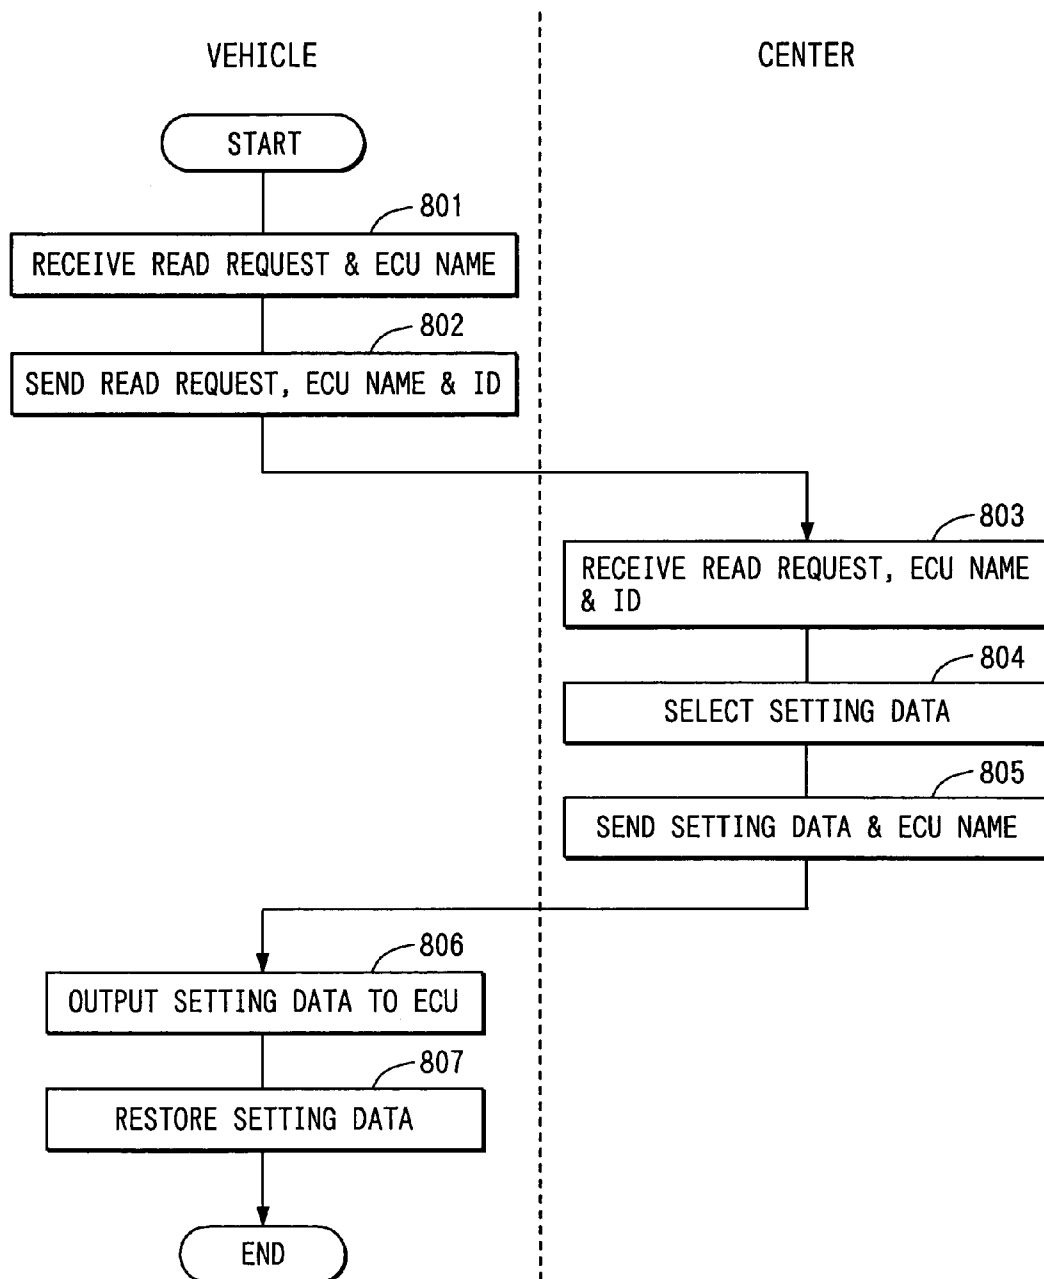 VEHICLE
CENTER
START
801
RECEIVE READ REQUEST & ECU NAME
802
SEND READ REQUEST, ECU NAME & ID
803
RECEIVE READ REQUEST, ECU NAME
& ID
804
SELECT SETTING DATA
805
SEND SETTING DATA & ECU NAME
806
OUTPUT SETTING DATA TO ECU
807
RESTORE SETTING DATA
END